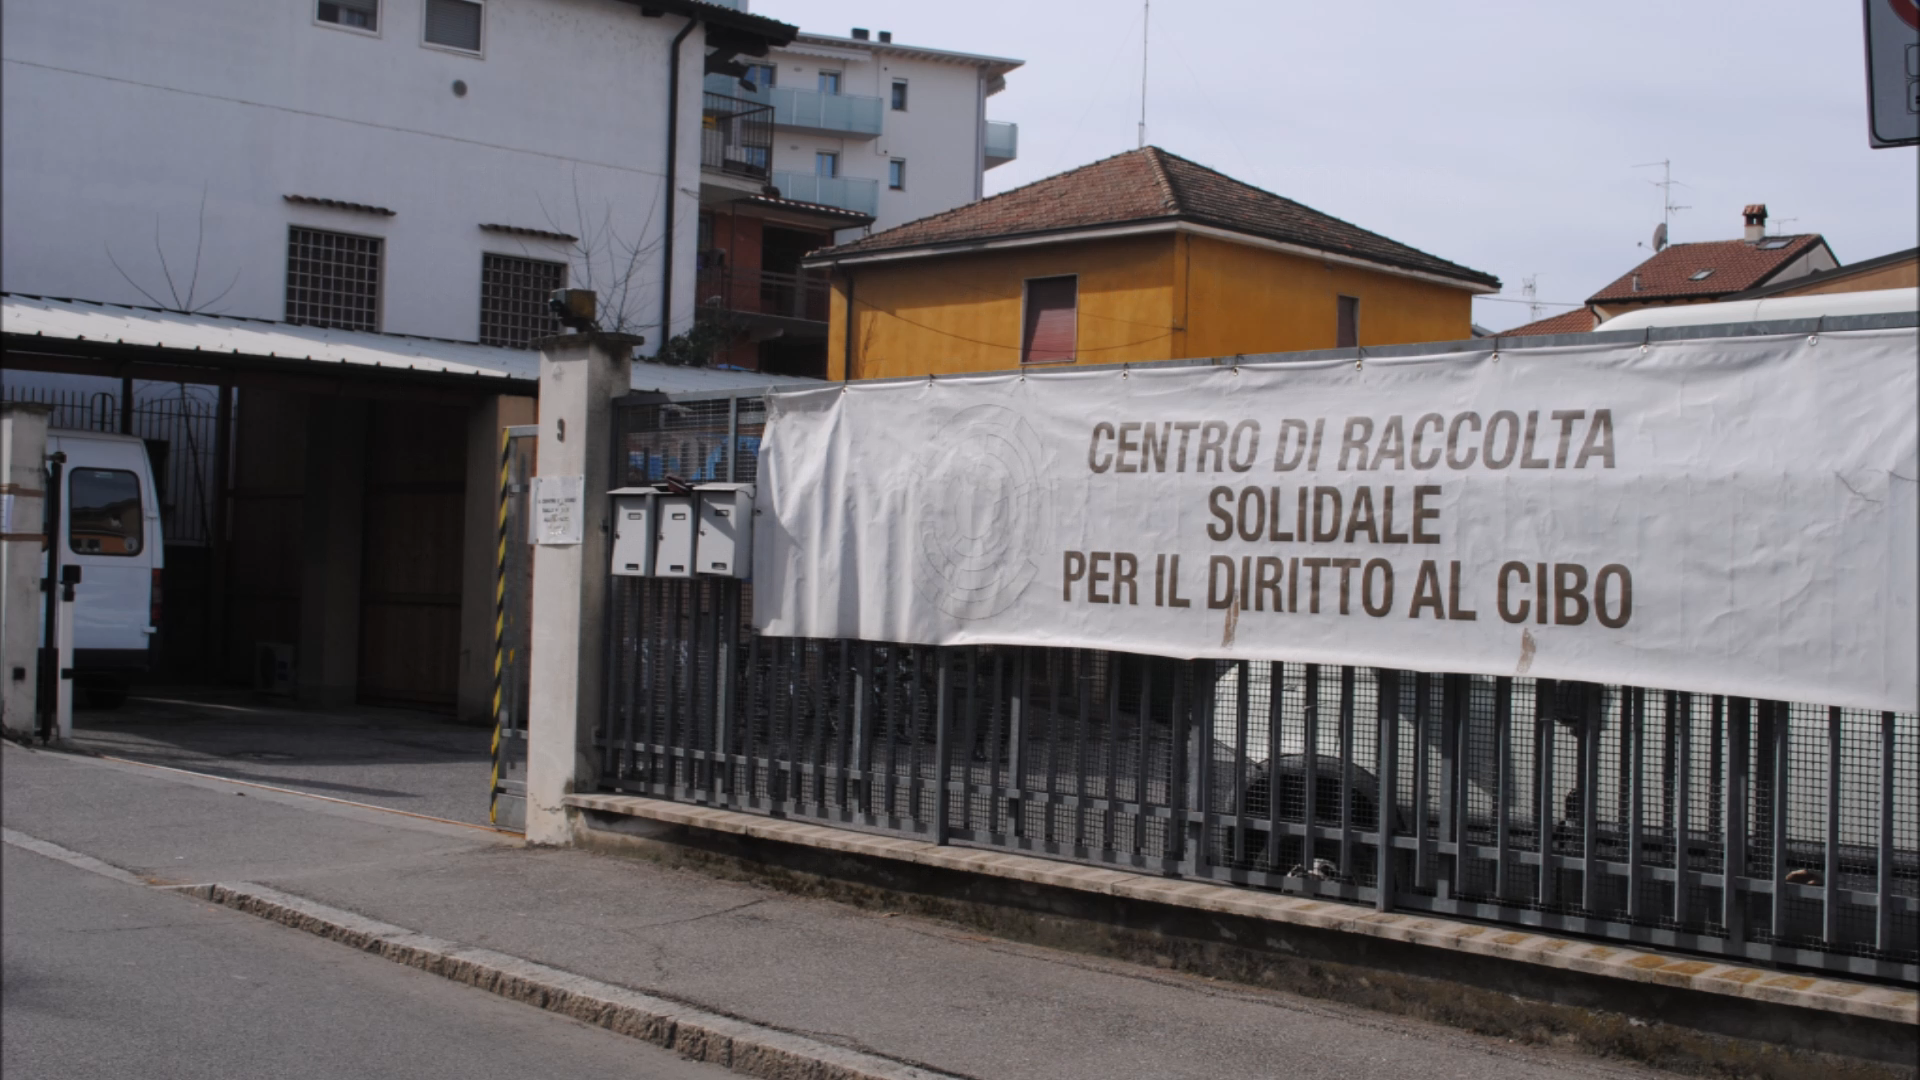 9
CENTRO DI RACCOLTA
SOLIDALE
PER IL DIRITTO AL CIBO